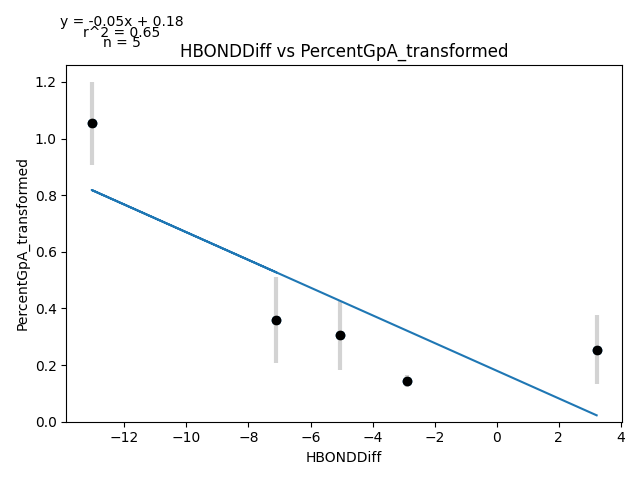 y = -0.05x + 0.18
r^2 = 0.65
n = 5
HBONDDiff vs PercentGpA_transformed
1.2
1.0
0.8
0.6
0.4
0.2
0.0
PercentGpA_transformed
−12 −10 −8 −6 −4 −2 0 2 4
HBONDDiff